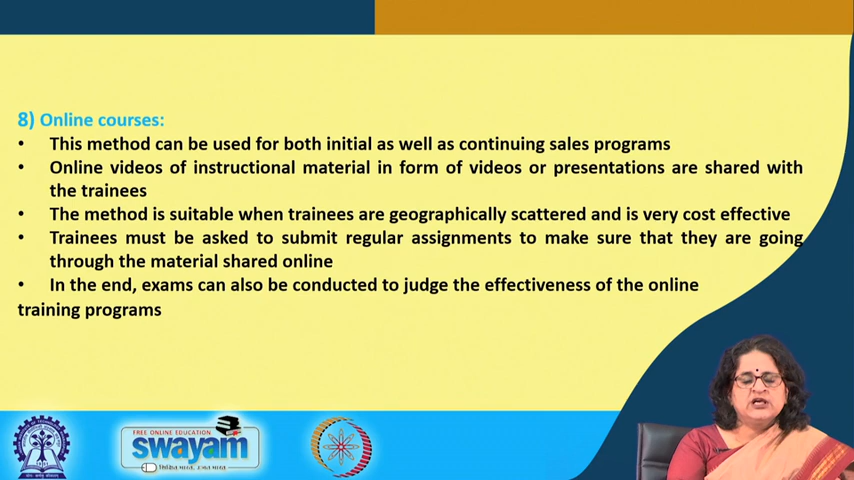 8) Online courses:
• This method can be used for both initial as well as continuing sales programs
• Online videos of instructional material in form of videos or presentations are shared with
the trainees
• The method is suitable when trainees are geographically scattered and is very cost effective
• Trainees must be asked to submit regular assignments to make sure that they are going
through the material shared online
• In the end, exams can also be conducted to judge the effectiveness of the online
training programs
FREE ONLINE EDUCATION
swayam